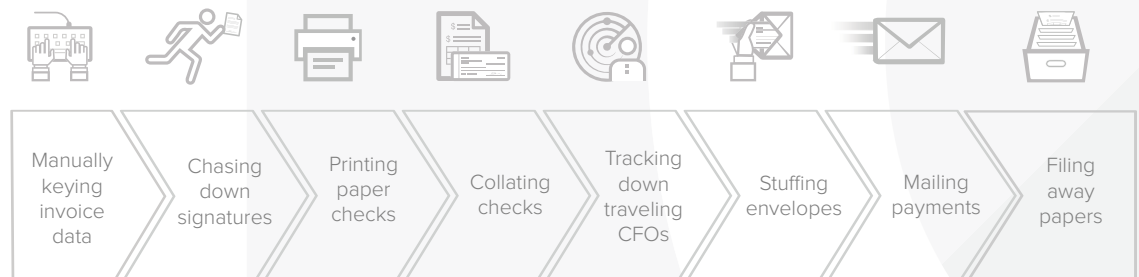 Manually
keying
invoice
data
Chasing
down
signatures
Printing
paper
checks
Collating
checks
Tracking
down
traveling
CFOs
Stuffing
envelopes
Mailing
payments
Filing
away
papers